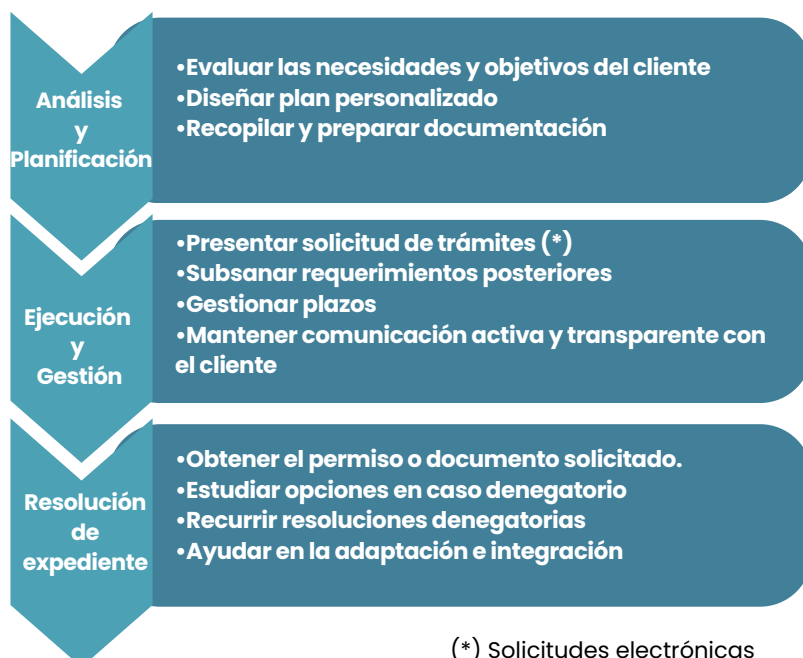 Análisis
y
Planificación
•Evaluar las necesidades y objetivos del cliente
•Diseñar plan personalizado
•Recopilar y preparar documentación
Ejecución
y
Gestión
•Presentar solicitud de trámites (*)
•Subsanar requerimientos posteriores
•Gestionar plazos
•Mantener comunicación activa y transparente con
el cliente
Resolución
de
expediente
•Obtener el permiso o documento solicitado.
•Estudiar opciones en caso denegatorio
•Recurrir resoluciones denegatorias
•Ayudar en la adaptación e integración
(*) Solicitudes electrónicas